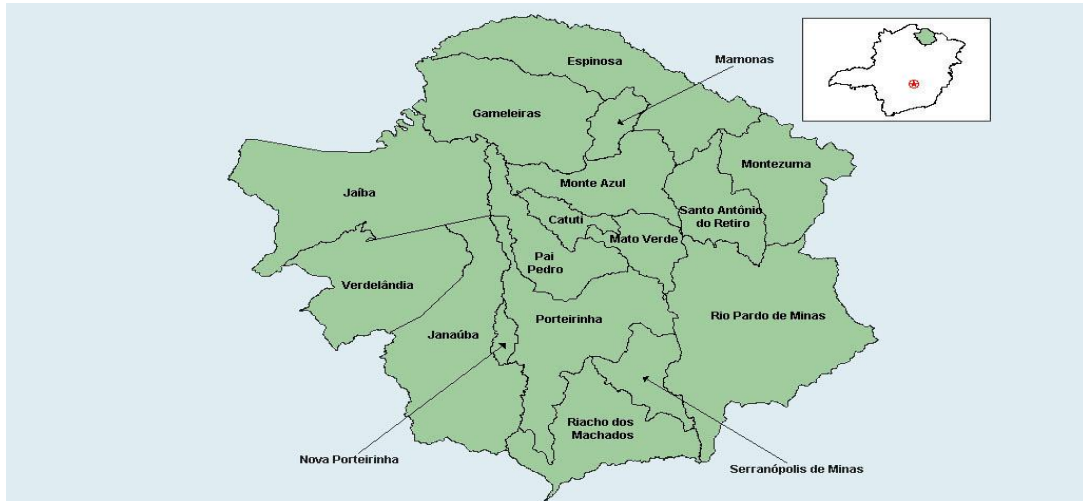 Espinosa
Mamonas
Gameleiras
Montezuma
Jaíba
Monte Azul
Santo Antônio
do Retiro
Catuti
Mato Verde
Pai
Pedro
Verdelândia
Rio Pardo de Minas
Porteirinha
Janaúba
Riacho dos
Machados
Nova Porteirinha
Serranópolis de Minas